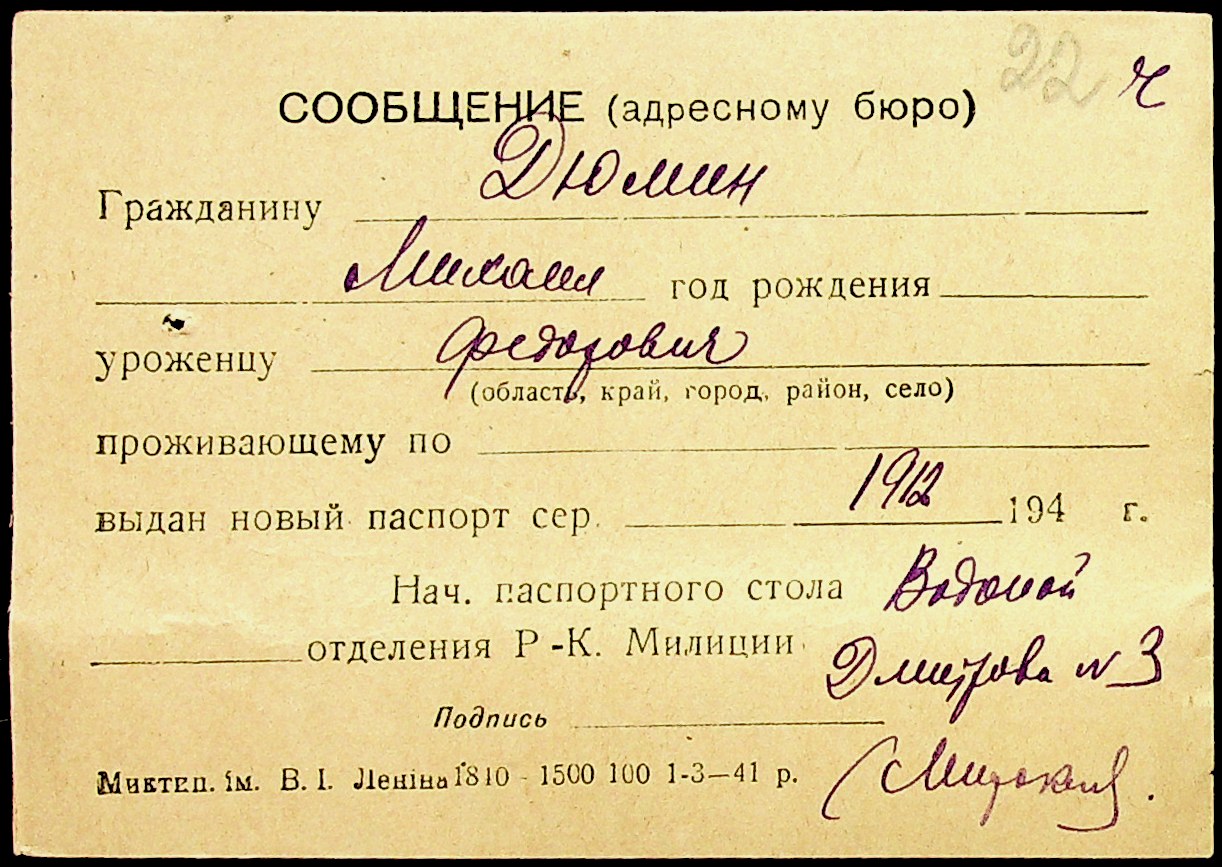 22 ч
СООБЩЕНИЕ (адресному бюро)
Гражданину Дюмин
Михаил год рождения
уроженцу Федорович
(область, край, город, район, село)
проживающему по
выдан новый паспорт сер. 1912 194 г.
Нач. паспортного стола Водопой
отделения Р-К. Милиции Дмитрова N 3
Подпись
Миктеп. ім. В. І. Леніна 1810 - 1500 100 1-3—41 р.